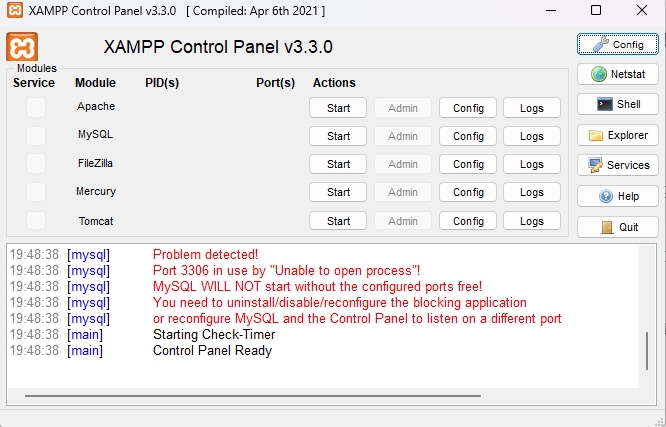 XAMPP Control Panel v3.3.0 [ Compiled: Apr 6th 2021 ]
XAMPP Control Panel v3.3.0
Config
Modules
Service Module PID(s) Port(s) Actions
Netstat
Apache Start Admin Config Logs
Shell
MySQL Start Admin Config Logs
Explorer
FileZilla Start Admin Config Logs
Services
Mercury Start Admin Config Logs
Help
Tomcat Start Admin Config Logs
Quit
19:48:38 [mysql] Problem detected!
19:48:38 [mysql] Port 3306 in use by "Unable to open process"!
19:48:38 [mysql] MySQL WILL NOT start without the configured ports free!
19:48:38 [mysql] You need to uninstall/disable/reconfigure the blocking application
19:48:38 [mysql] or reconfigure MySQL and the Control Panel to listen on a different port
19:48:38 [main] Starting Check-Timer
19:48:38 [main] Control Panel Ready